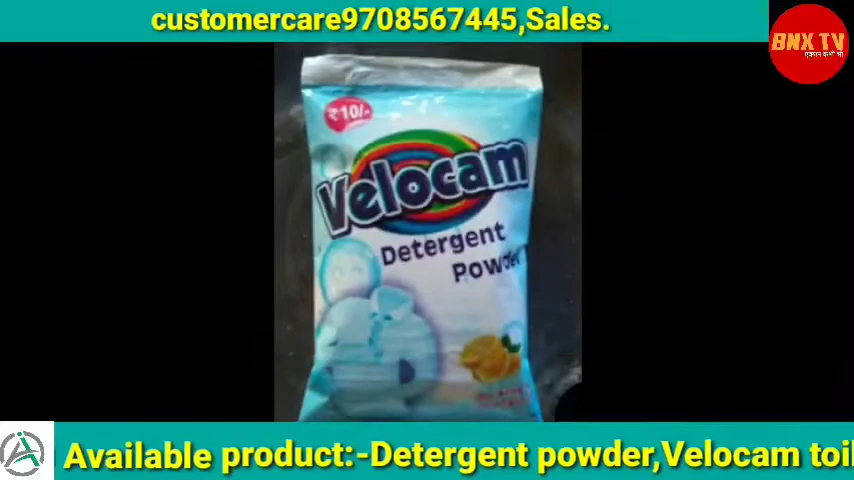 customercare9708567445,Sales.
BNX TV
₹10/-
Velocam
Detergent
Powder
Available product:-Detergent powder,Velocam toil